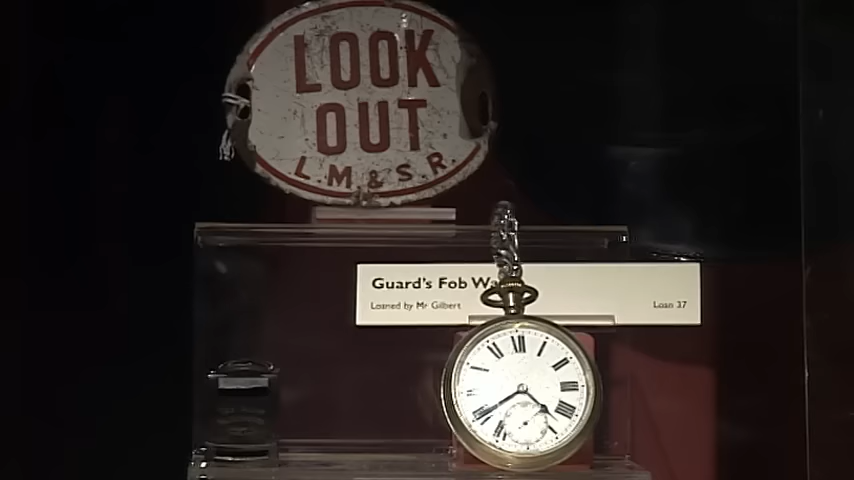 LOOK
OUT
L.M.&S.R.
Guard's Fob
Loaned by Mr Gilbert
Loan 37